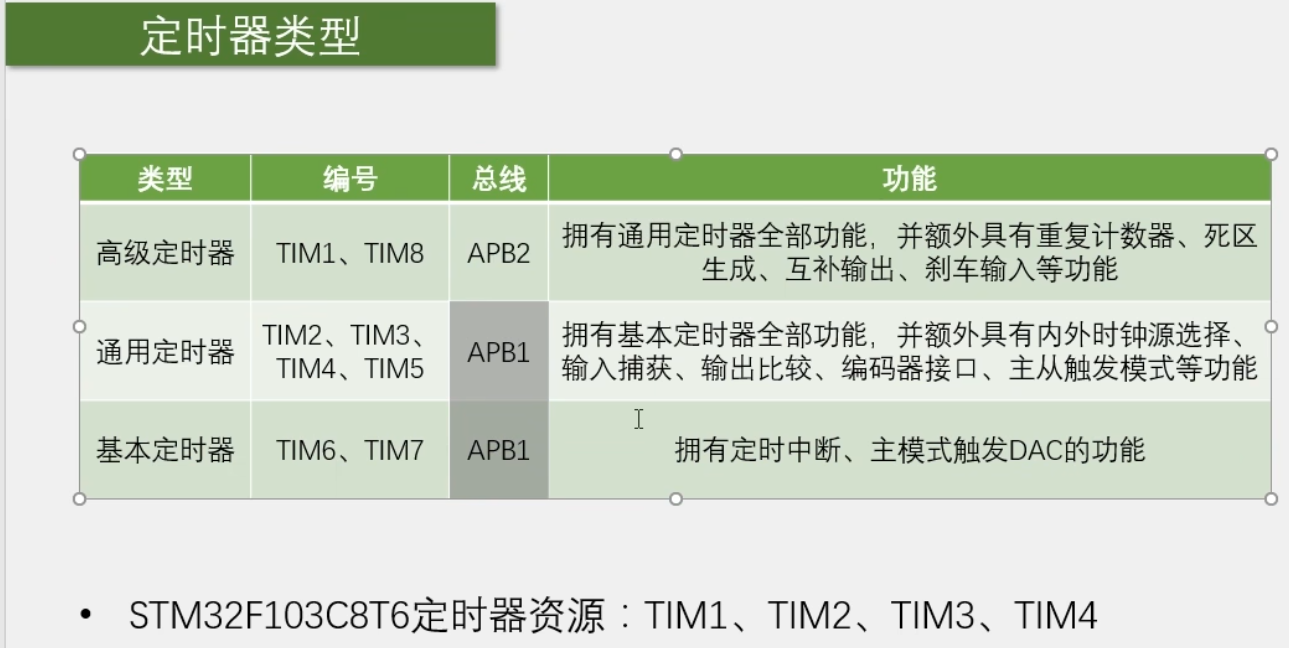 定时器类型
类型 编号 总线 功能
高级定时器 TIM1、TIM8 APB2 拥有通用定时器全部功能，并额外具有重复计数器、死区
生成、互补输出、刹车输入等功能
通用定时器 TIM2、TIM3、
TIM4、TIM5 APB1 拥有基本定时器全部功能，并额外具有内外时钟源选择、
输入捕获、输出比较、编码器接口、主从触发模式等功能
基本定时器 TIM6、TIM7 APB1 拥有定时中断、主模式触发DAC的功能
• STM32F103C8T6定时器资源：TIM1、TIM2、TIM3、TIM4